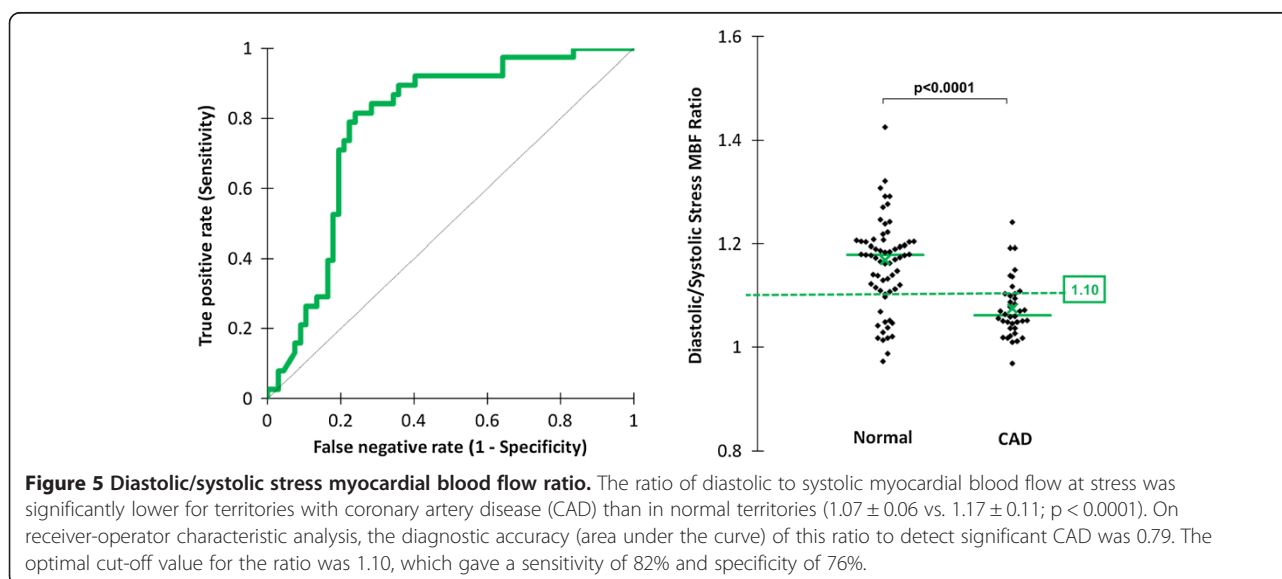 1
0.8
0.6
0.4
0.2
0
0 0.2 0.4 0.6 0.8 1
True positive rate (Sensitivity)
False negative rate (1 - Specificity)
1.6
1.4
1.2
1
0.8
Diastolic/Systolic Stress MBF Ratio
p<0.0001
1.10
Normal CAD
Figure 5 Diastolic/systolic stress myocardial blood flow ratio. The ratio of diastolic to systolic myocardial blood flow at stress was
significantly lower for territories with coronary artery disease (CAD) than in normal territories (1.07 ± 0.06 vs. 1.17 ± 0.11; p < 0.0001). On
receiver-operator characteristic analysis, the diagnostic accuracy (area under the curve) of this ratio to detect significant CAD was 0.79. The
optimal cut-off value for the ratio was 1.10, which gave a sensitivity of 82% and specificity of 76%.